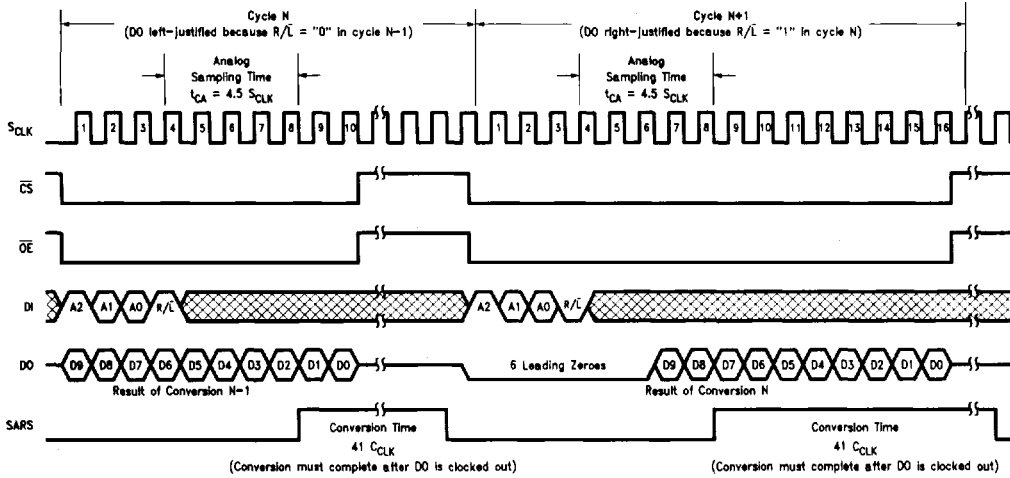 Cycle N
(DO left-justified because R/L̅ = "0" in cycle N-1)
Cycle N+1
(DO right-justified because R/L̅ = "1" in cycle N)
Analog
Sampling Time
tCA = 4.5 SCLK
Analog
Sampling Time
tCA = 4.5 SCLK
SCLK 1 2 3 4 5 6 7 8 9 10 1 2 3 4 5 6 7 8 9 10 11 12 13 14 15 16
C̅S̅
O̅E̅
DI A2 A1 A0 R/L̅ A2 A1 A0 R/L̅
DO D9 D8 D7 D6 D5 D4 D3 D2 D1 D0 6 Leading Zeroes D9 D8 D7 D6 D5 D4 D3 D2 D1 D0
Result of Conversion N-1 Result of Conversion N
SARS
Conversion Time
41 CCLK
(Conversion must complete after DO is clocked out)
Conversion Time
41 CCLK
(Conversion must complete after DO is clocked out)